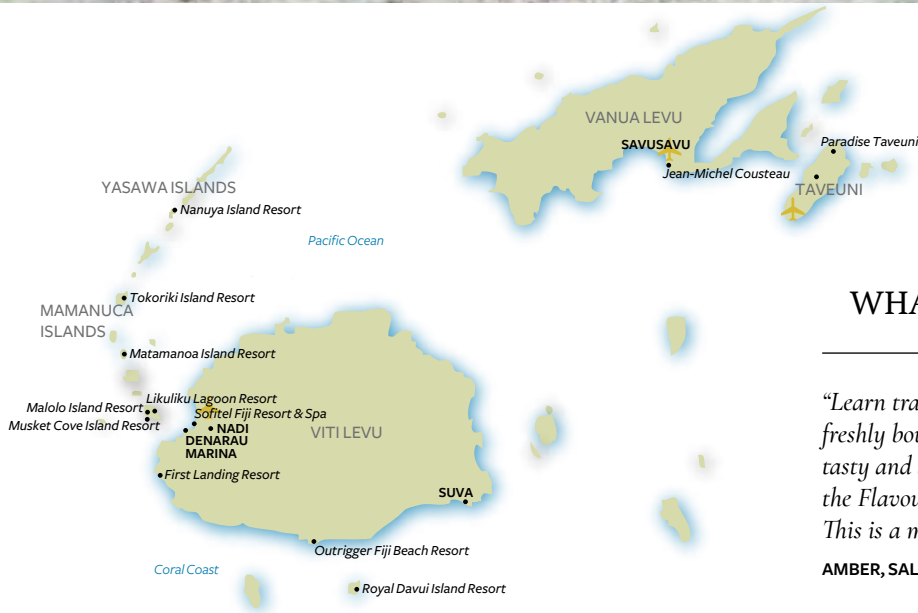 VANUA LEVU
SAVUSAVU
Paradise Taveuni
Jean-Michel Cousteau
TAVEUNI
YASAWA ISLANDS
Nanuya Island Resort
Pacific Ocean
Tokoriki Island Resort
MAMANUCA
ISLANDS
Matamanoa Island Resort
Likuliku Lagoon Resort
Malolo Island Resort
Sofitel Fiji Resort & Spa
Musket Cove Island Resort
NADI
DENARAU
MARINA
VITI LEVU
First Landing Resort
SUVA
Outrigger Fiji Beach Resort
Coral Coast
Royal Davui Island Resort
WHA
“Learn tra
freshly bo
tasty and
the Flavou
This is a m
AMBER, SAL